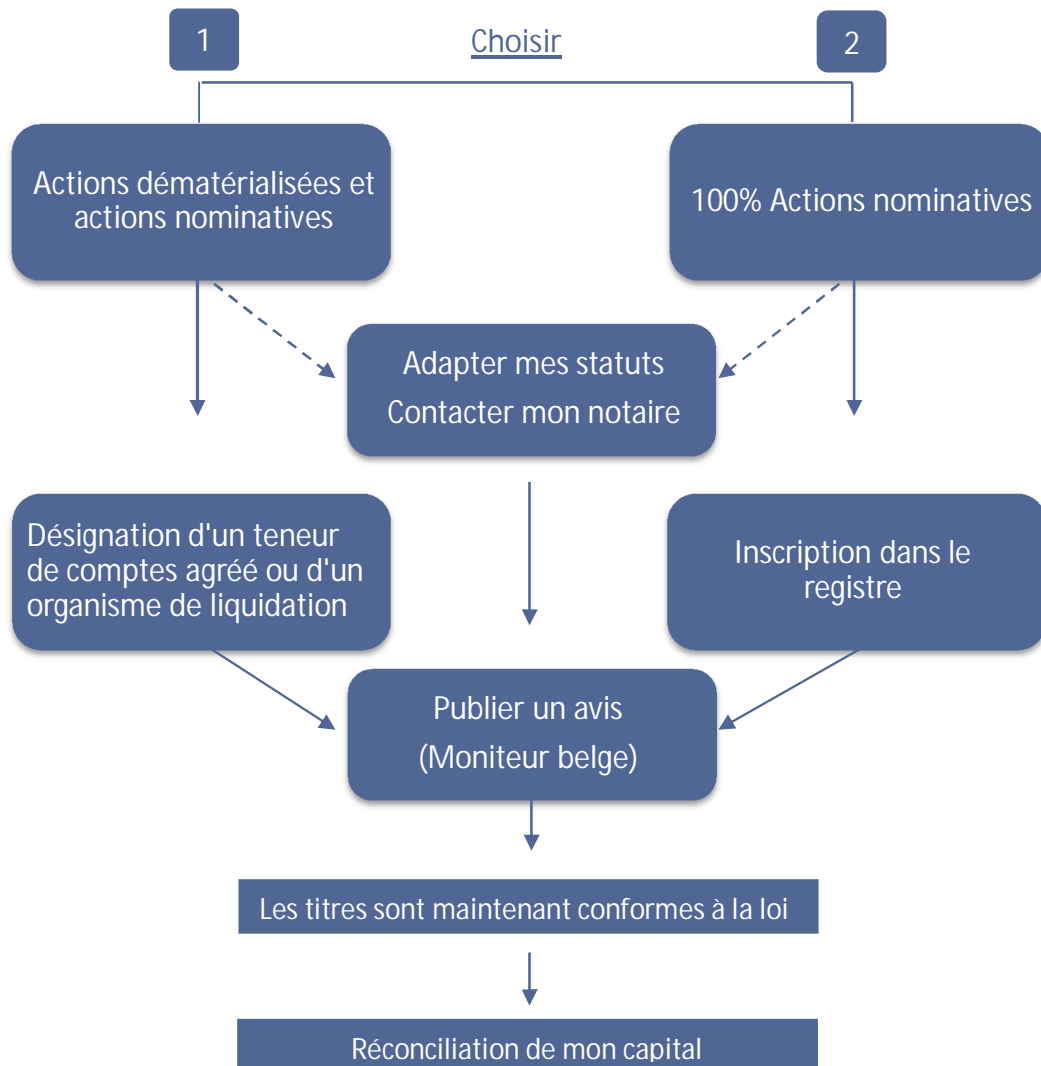 1
Choisir
2
Actions dématérialisées et
actions nominatives
100% Actions nominatives
Adapter mes statuts
Contacter mon notaire
Désignation d'un teneur
de comptes agréé ou d'un
organisme de liquidation
Inscription dans le
registre
Publier un avis
(Moniteur belge)
Les titres sont maintenant conformes à la loi
Réconciliation de mon capital